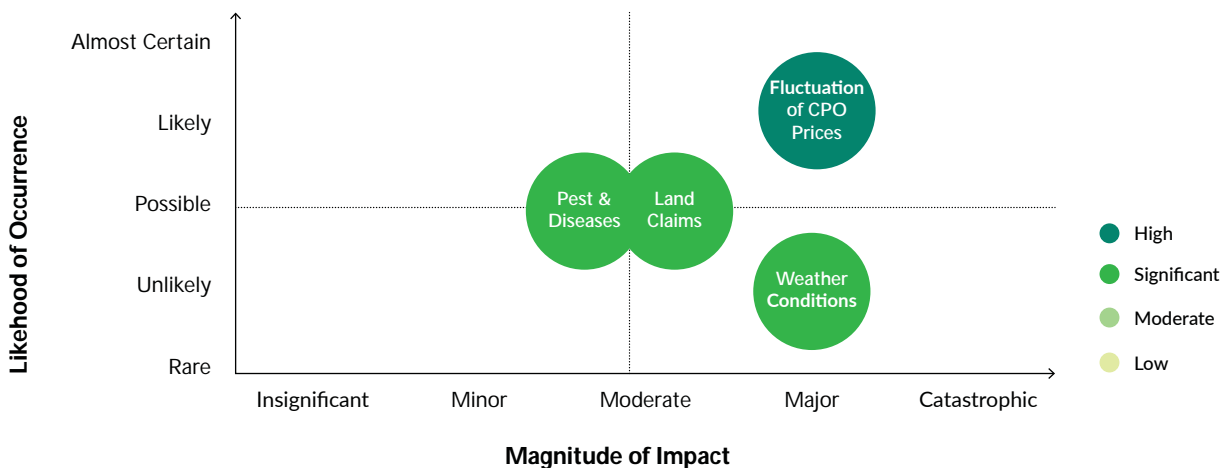 Likehood of Occurrence
Almost Certain
Likely
Possible
Unlikely
Rare
Fluctuation
of CPO
Prices
Pest &
Diseases
Land
Claims
Weather
Conditions
High
Significant
Moderate
Low
Insignificant
Minor
Moderate
Major
Catastrophic
Magnitude of Impact